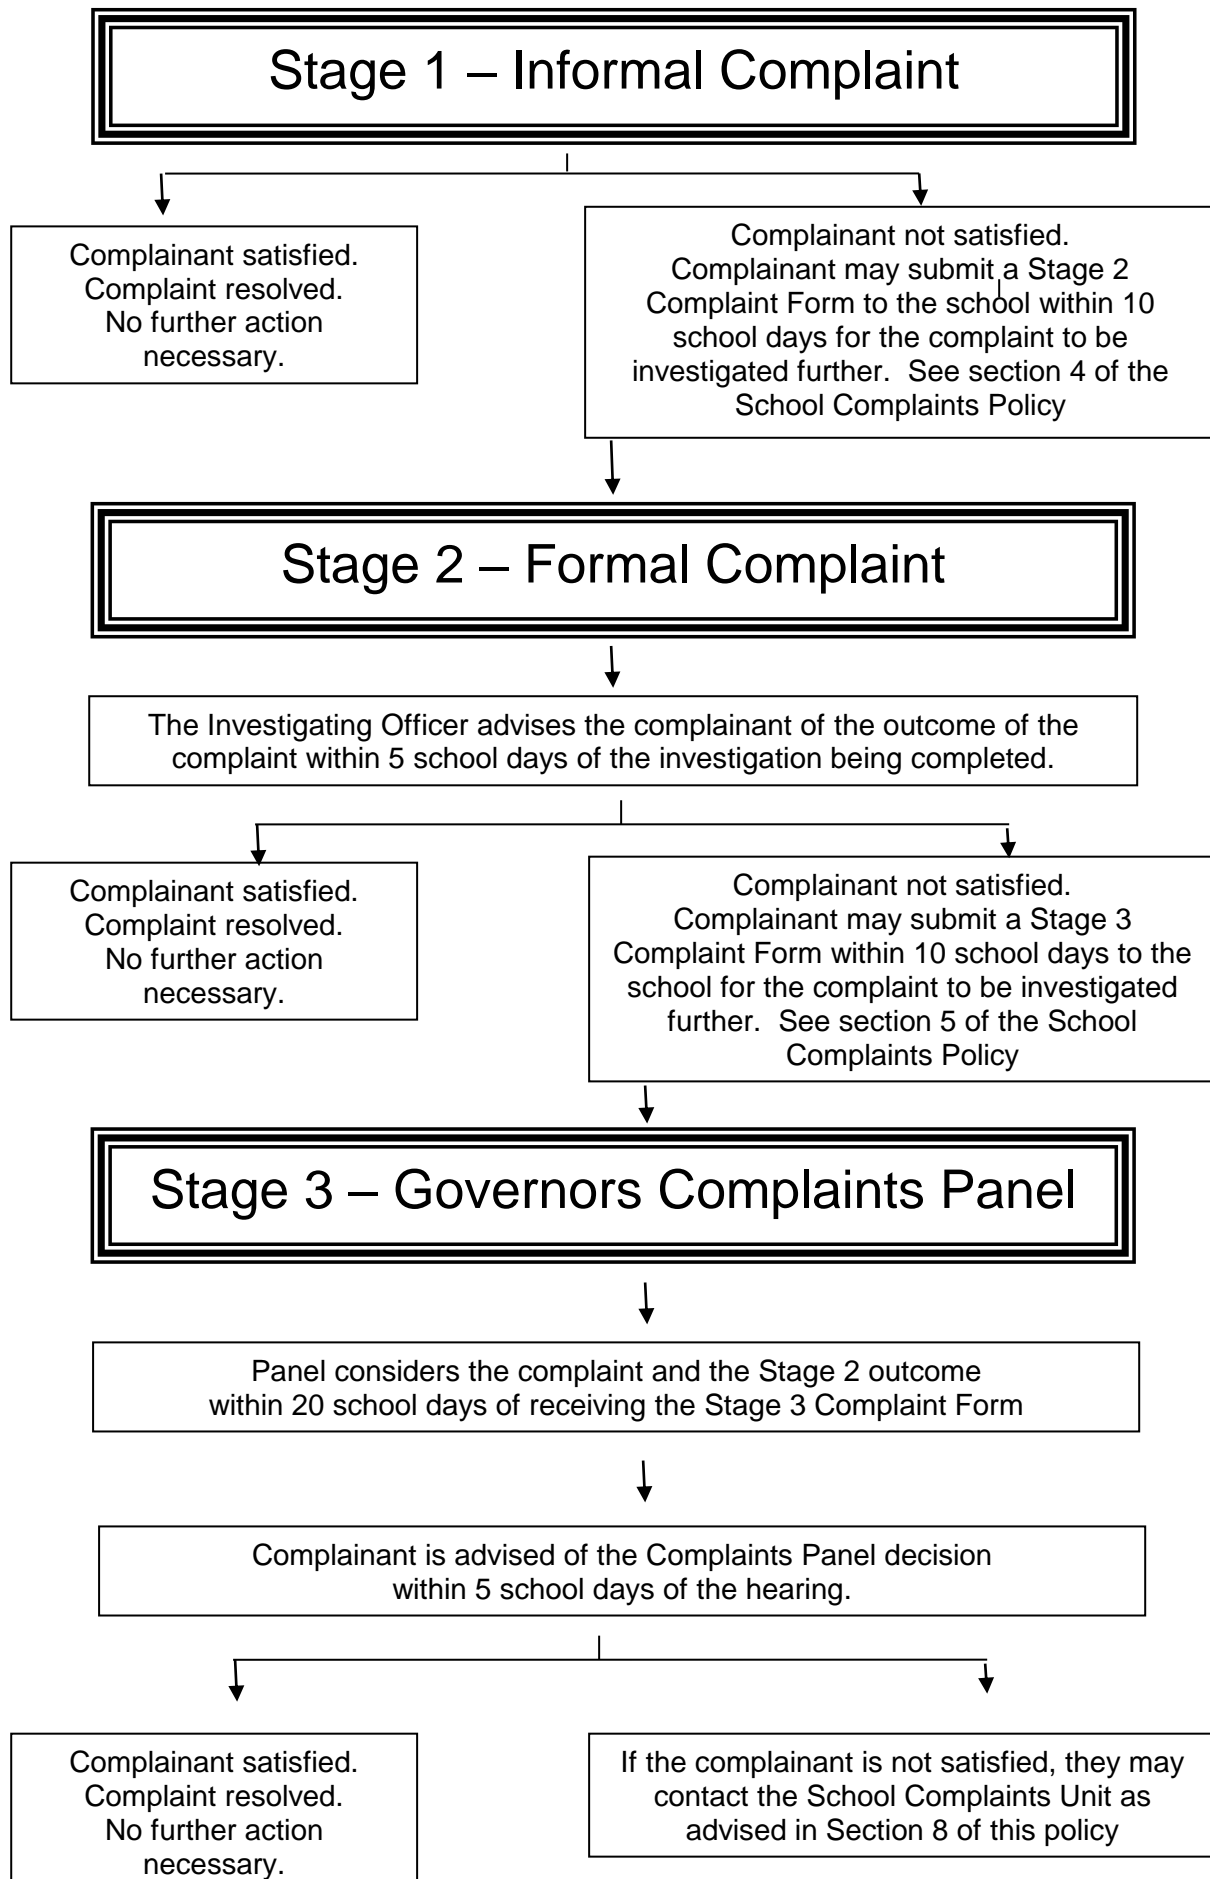 Stage 1 – Informal Complaint
Complainant satisfied.
Complaint resolved.
No further action
necessary.
Complainant not satisfied.
Complainant may submit a Stage 2
Complaint Form to the school within 10
school days for the complaint to be
investigated further.  See section 4 of the
School Complaints Policy
Stage 2 – Formal Complaint
The Investigating Officer advises the complainant of the outcome of the
complaint within 5 school days of the investigation being completed.
Complainant satisfied.
Complaint resolved.
No further action
necessary.
Complainant not satisfied.
Complainant may submit a Stage 3
Complaint Form within 10 school days to the
school for the complaint to be investigated
further.  See section 5 of the School
Complaints Policy
Stage 3 – Governors Complaints Panel
Panel considers the complaint and the Stage 2 outcome
within 20 school days of receiving the Stage 3 Complaint Form
Complainant is advised of the Complaints Panel decision
within 5 school days of the hearing.
Complainant satisfied.
Complaint resolved.
No further action
necessary.
If the complainant is not satisfied, they may
contact the School Complaints Unit as
advised in Section 8 of this policy